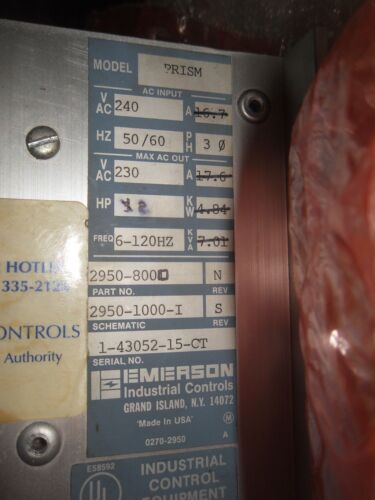 MODEL PRISM
AC INPUT
V AC 240 A 16.7
HZ 50/60 PH 3 Ø
MAX AC OUT
V AC 230 A 17.6
HP KW 4.84
FREQ 6-120HZ KVA 7.01
2950-8000 N
PART NO. REV
2950-1000-I S
SCHEMATIC REV
1-43052-15-CT
SERIAL NO.
EMERSON
Industrial Controls
GRAND ISLAND, N.Y. 14072
"Made In USA" M
0270-2950 A
E58592
UL
INDUSTRIAL
CONTROL
EQUIPMENT
335-212
Authority